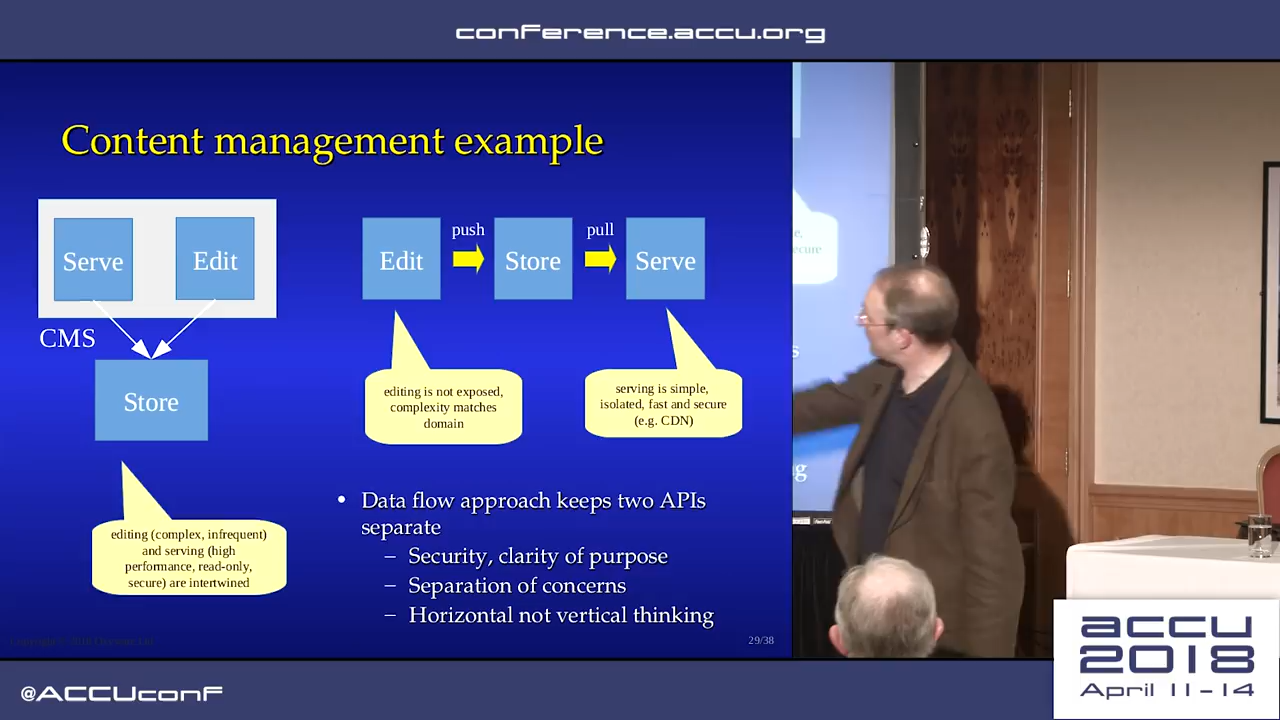 conference.accu.org
Content management example
Serve
Edit
CMS
Store
editing (complex, infrequent)
and serving (high
performance, read-only,
secure) are intertwined
Edit
push
Store
pull
Serve
editing is not exposed,
complexity matches
domain
serving is simple,
isolated, fast and secure
(e.g. CDN)
• Data flow approach keeps two APIs
separate
– Security, clarity of purpose
– Separation of concerns
– Horizontal not vertical thinking
29/38
@ACCUconf
accu
2018
April 11-14